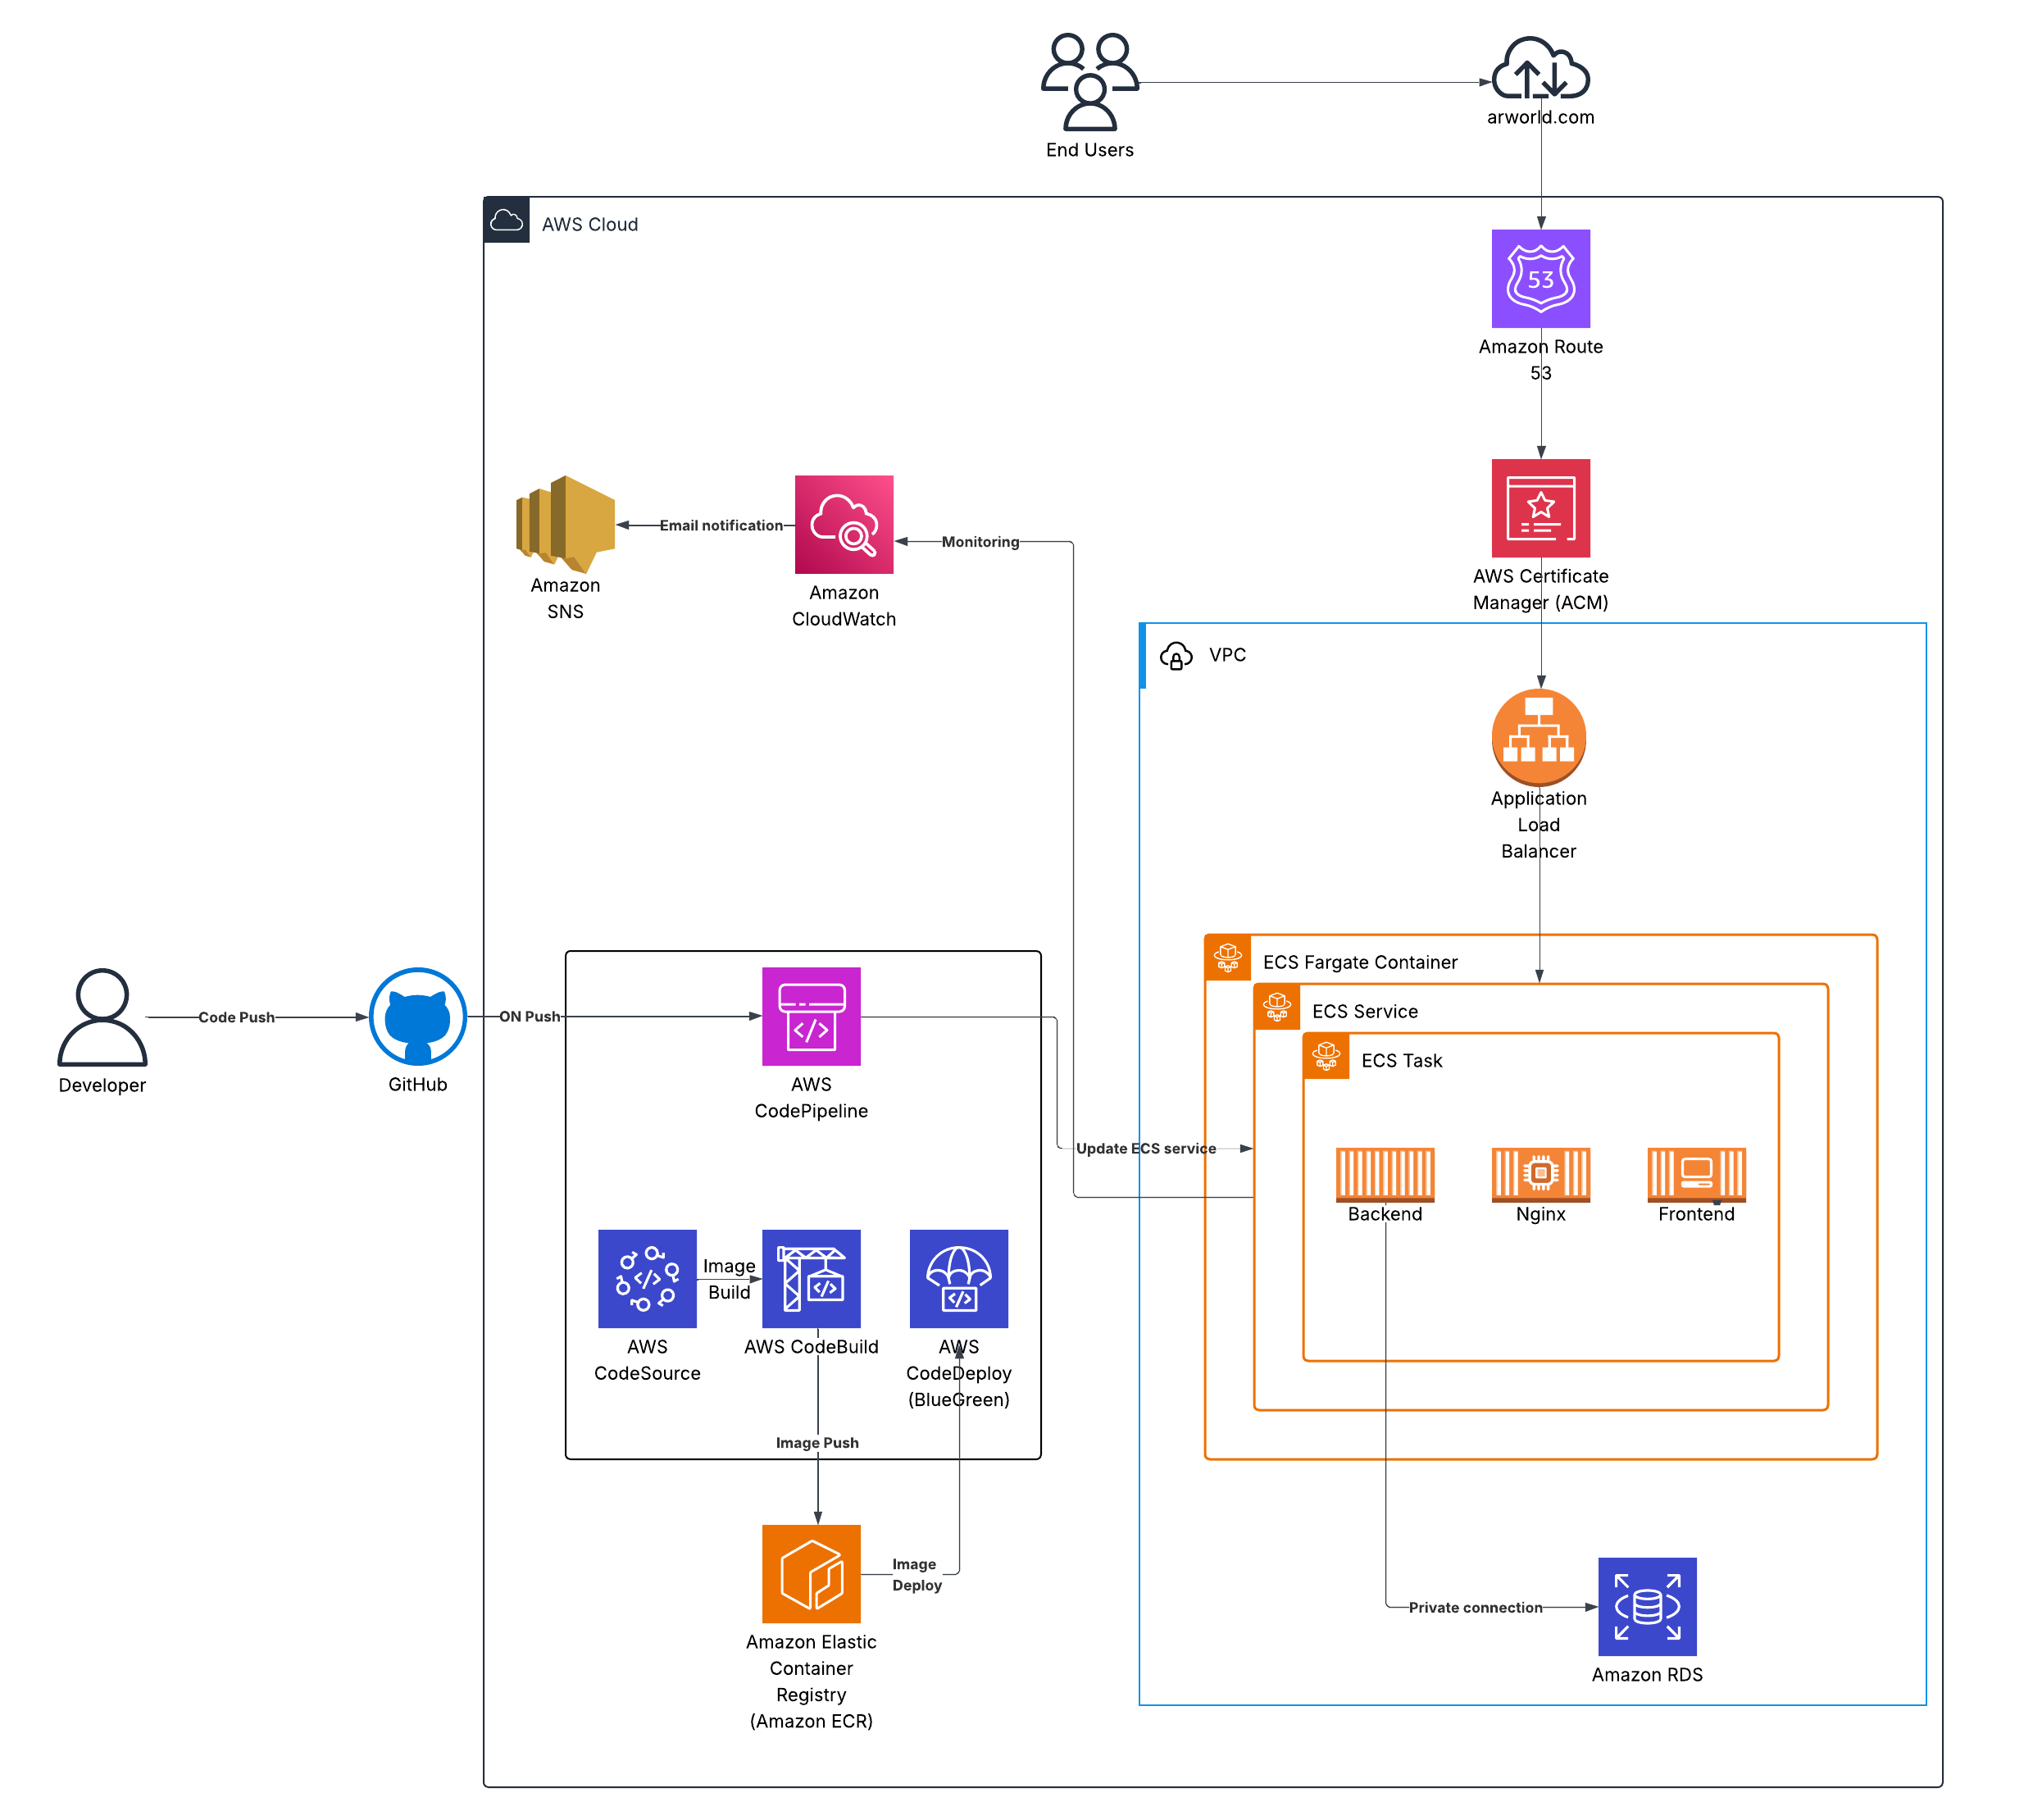 End Users
arworld.com
AWS Cloud
53
Amazon Route
53
AWS Certificate
Manager (ACM)
Amazon
SNS
Email notification
Amazon
CloudWatch
Monitoring
VPC
Application
Load
Balancer
Developer
Code Push
GitHub
ON Push
AWS
CodePipeline
Update ECS service
ECS Fargate Container
ECS Service
ECS Task
Backend
Nginx
Frontend
AWS
CodeSource
Image
Build
AWS CodeBuild
AWS
CodeDeploy
(BlueGreen)
Image Push
Image
Deploy
Amazon Elastic
Container
Registry
(Amazon ECR)
Private connection
Amazon RDS